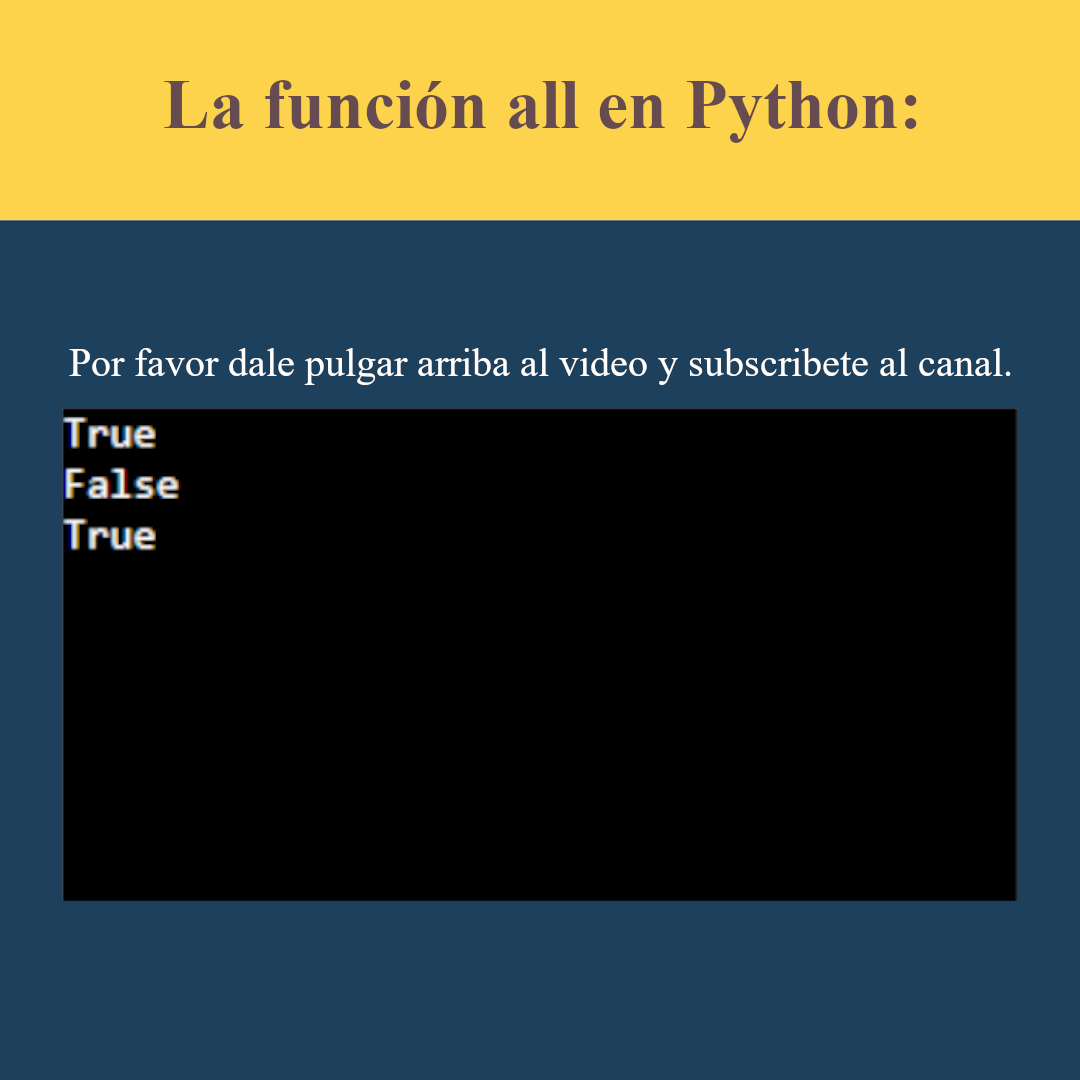 La función all en Python:
Por favor dale pulgar arriba al video y subscribete al canal.
True
False
True